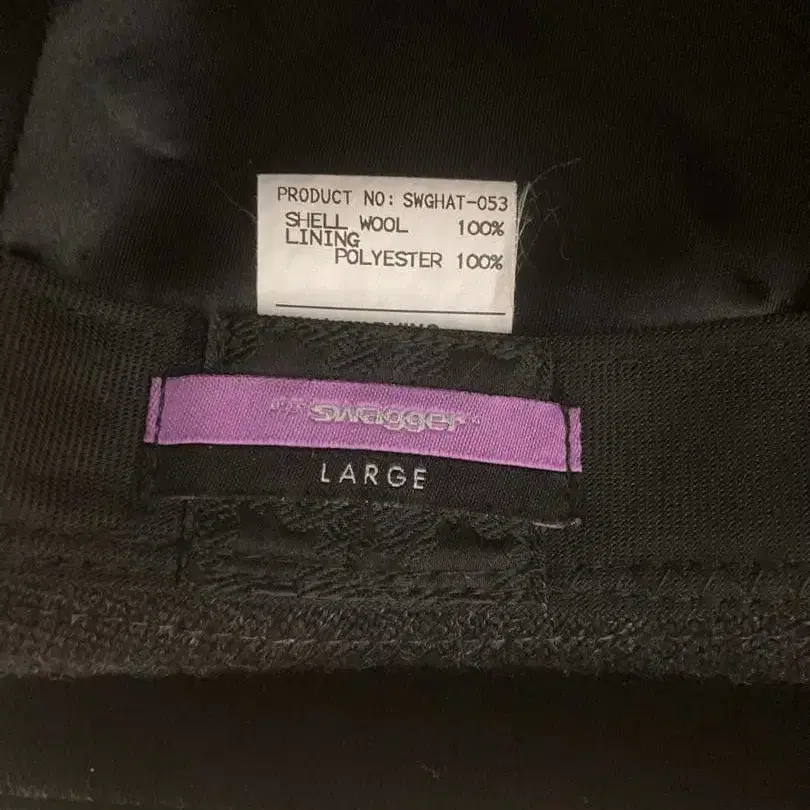 PRODUCT NO: SWGHAT-053
SHELL WOOL 100%
LINING
POLYESTER 100%
swagger
LARGE